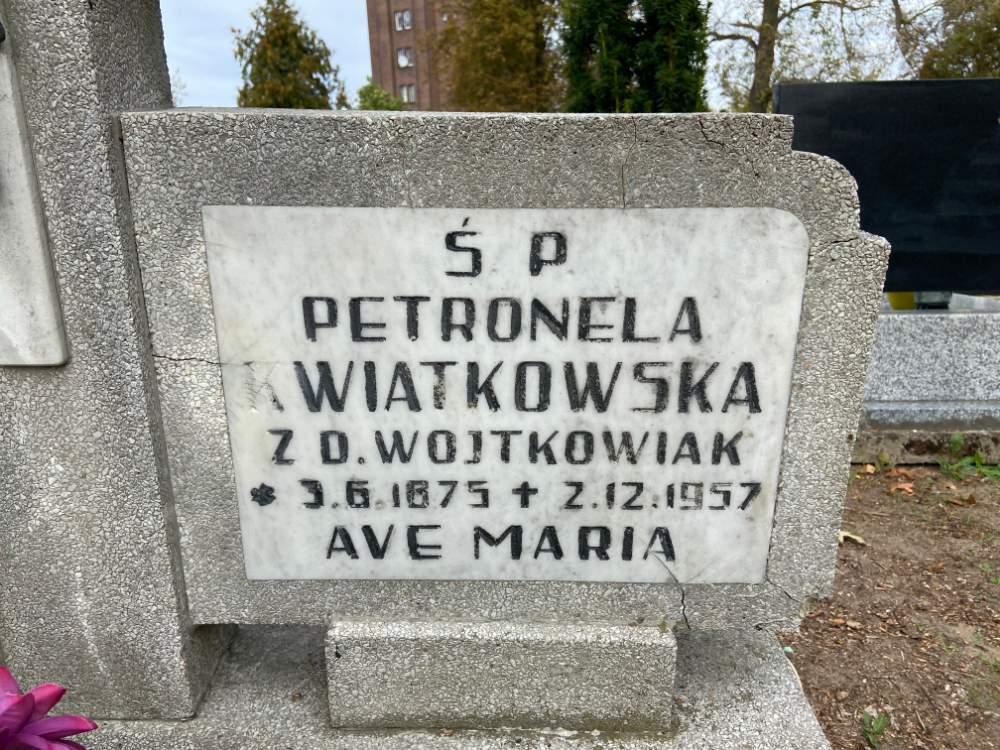 Ś P
PETRONELA
KWIATKOWSKA
Z D. WOJTKOWIAK
* 3.6.1875 + 2.12.1957
AVE MARIA